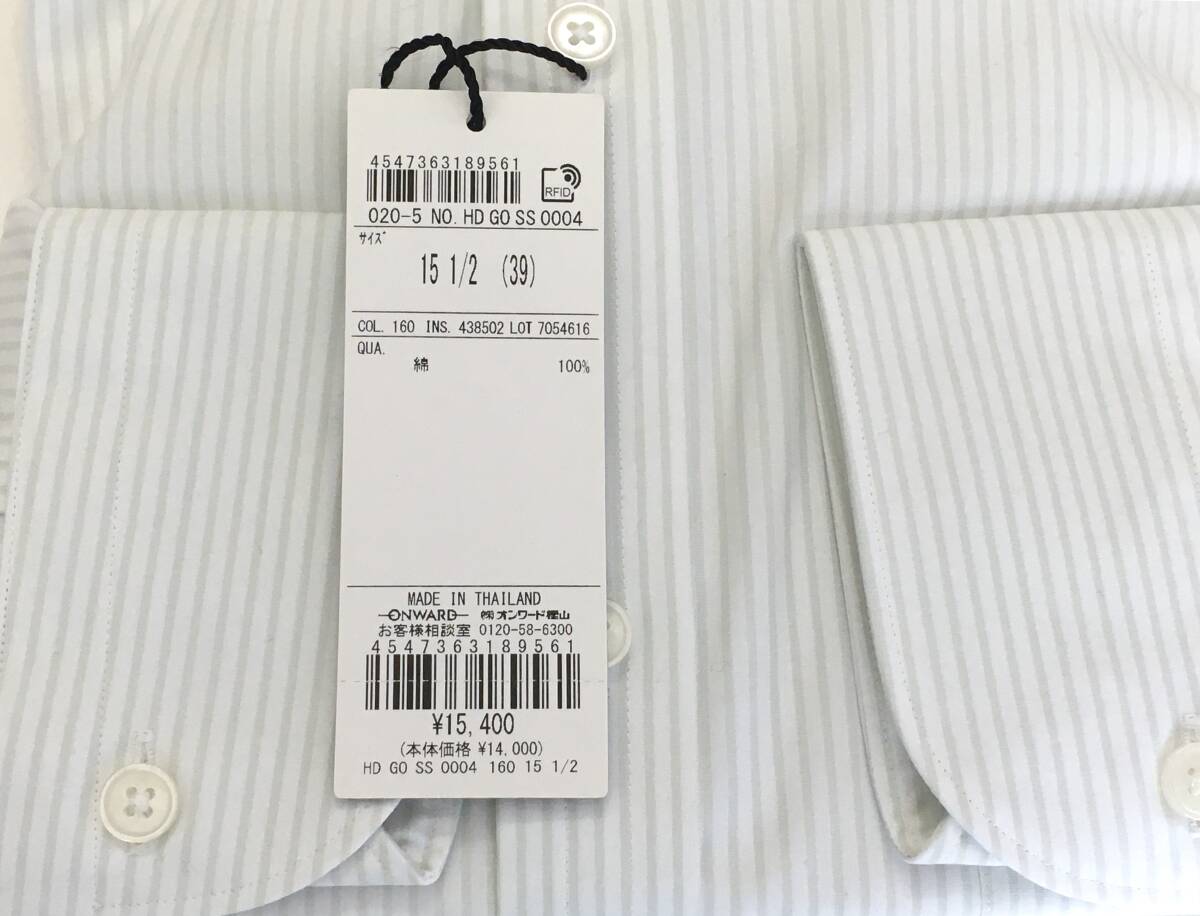 4547363189561
RFID
020-5 NO. HD GO SS 0004
サイズ
15 1/2 (39)
COL. 160 INS. 438502 LOT 7054616
QUA.
綿 100%
MADE IN THAILAND
ONWARD ㈱オンワード樫山
お客様相談室 0120-58-6300
4547363189561
¥15,400
(本体価格 ¥14,000)
HD GO SS 0004 160 15 1/2